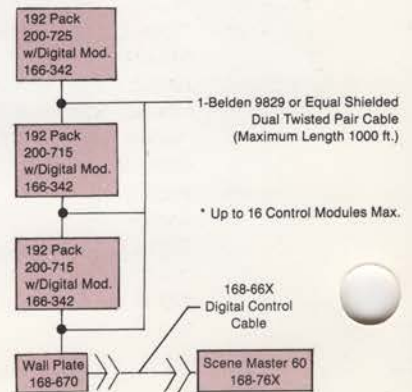 192 Pack
200-725
w/Digital Mod.
166-342
1-Belden 9829 or Equal Shielded
Dual Twisted Pair Cable
(Maximum Length 1000 ft.)
192 Pack
200-715
w/Digital Mod.
166-342
* Up to 16 Control Modules Max.
192 Pack
200-715
w/Digital Mod.
166-342
168-66X
Digital Control
Cable
Wall Plate
168-670
Scene Master 60
168-76X